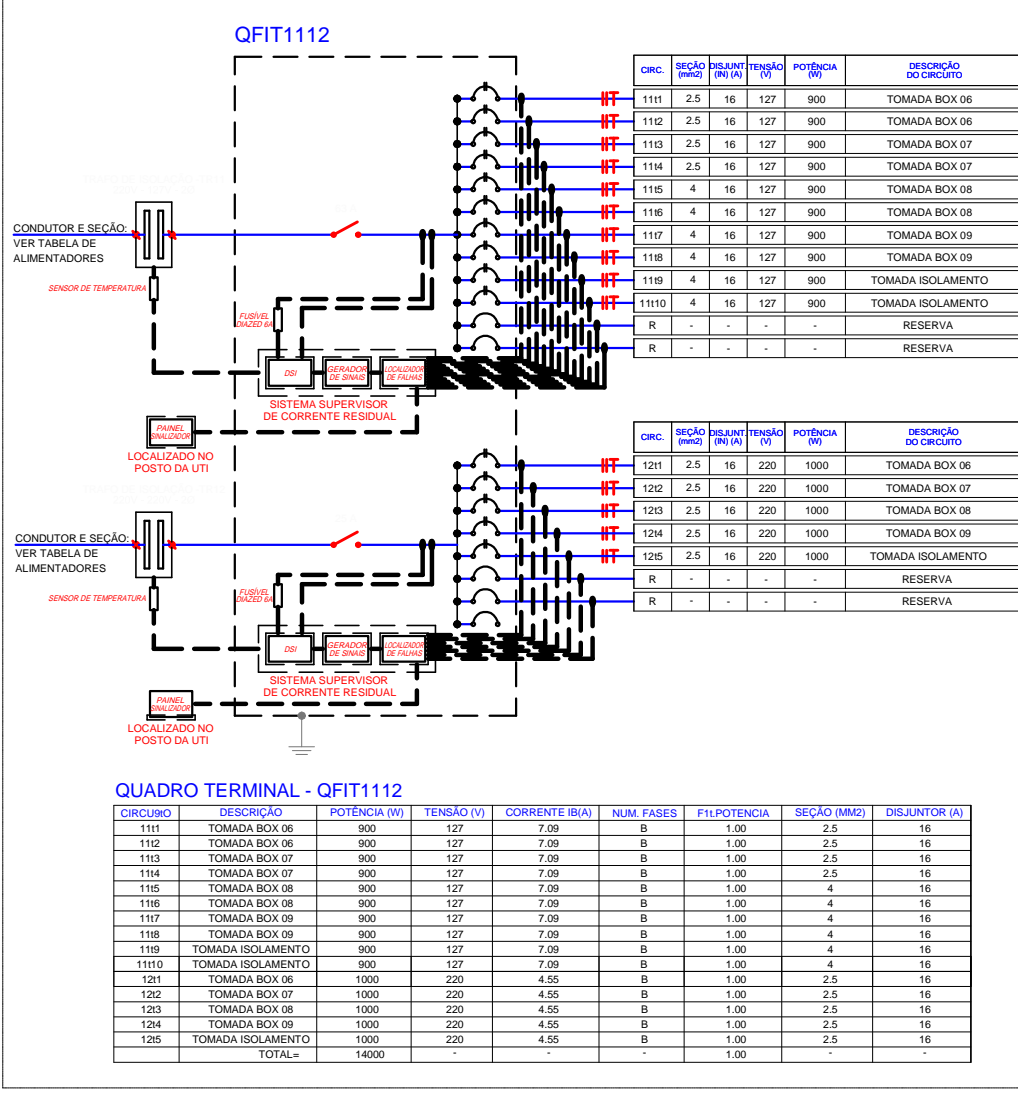 QFIT1112
CIRC. SEÇÃO (mm2) DISJUNT. (IN) (A) TENSÃO (V) POTÊNCIA (W) DESCRIÇÃO DO CIRCUITO
11t1 2.5 16 127 900 TOMADA BOX 06
11t2 2.5 16 127 900 TOMADA BOX 06
11t3 2.5 16 127 900 TOMADA BOX 07
11t4 2.5 16 127 900 TOMADA BOX 07
11t5 4 16 127 900 TOMADA BOX 08
11t6 4 16 127 900 TOMADA BOX 08
11t7 4 16 127 900 TOMADA BOX 09
11t8 4 16 127 900 TOMADA BOX 09
11t9 4 16 127 900 TOMADA ISOLAMENTO
11t10 4 16 127 900 TOMADA ISOLAMENTO
R - - - - RESERVA
R - - - - RESERVA
CONDUTOR E SEÇÃO:
VER TABELA DE
ALIMENTADORES
SENSOR DE TEMPERATURA
FUSÍVEL
DIAZED 6A
DSI
GERADOR
DE SINAIS
LOCALIZADOR
DE FALHAS
SISTEMA SUPERVISOR
DE CORRENTE RESIDUAL
PAINEL
SINALIZADOR
LOCALIZADO NO
POSTO DA UTI
CIRC. SEÇÃO (mm2) DISJUNT. (IN) (A) TENSÃO (V) POTÊNCIA (W) DESCRIÇÃO DO CIRCUITO
12t1 2.5 16 220 1000 TOMADA BOX 06
12t2 2.5 16 220 1000 TOMADA BOX 07
12t3 2.5 16 220 1000 TOMADA BOX 08
12t4 2.5 16 220 1000 TOMADA BOX 09
12t5 2.5 16 220 1000 TOMADA ISOLAMENTO
R - - - - RESERVA
R - - - - RESERVA
CONDUTOR E SEÇÃO:
VER TABELA DE
ALIMENTADORES
SENSOR DE TEMPERATURA
FUSÍVEL
DIAZED 6A
DSI
GERADOR
DE SINAIS
LOCALIZADOR
DE FALHAS
SISTEMA SUPERVISOR
DE CORRENTE RESIDUAL
PAINEL
SINALIZADOR
LOCALIZADO NO
POSTO DA UTI
QUADRO TERMINAL - QFIT1112
CIRCU9tO DESCRIÇÃO POTÊNCIA (W) TENSÃO (V) CORRENTE IB(A) NUM. FASES F1t.POTENCIA SEÇÃO (MM2) DISJUNTOR (A)
11t1 TOMADA BOX 06 900 127 7.09 B 1.00 2.5 16
11t2 TOMADA BOX 06 900 127 7.09 B 1.00 2.5 16
11t3 TOMADA BOX 07 900 127 7.09 B 1.00 2.5 16
11t4 TOMADA BOX 07 900 127 7.09 B 1.00 2.5 16
11t5 TOMADA BOX 08 900 127 7.09 B 1.00 4 16
11t6 TOMADA BOX 08 900 127 7.09 B 1.00 4 16
11t7 TOMADA BOX 09 900 127 7.09 B 1.00 4 16
11t8 TOMADA BOX 09 900 127 7.09 B 1.00 4 16
11t9 TOMADA ISOLAMENTO 900 127 7.09 B 1.00 4 16
11t10 TOMADA ISOLAMENTO 900 127 7.09 B 1.00 4 16
12t1 TOMADA BOX 06 1000 220 4.55 B 1.00 2.5 16
12t2 TOMADA BOX 07 1000 220 4.55 B 1.00 2.5 16
12t3 TOMADA BOX 08 1000 220 4.55 B 1.00 2.5 16
12t4 TOMADA BOX 09 1000 220 4.55 B 1.00 2.5 16
12t5 TOMADA ISOLAMENTO 1000 220 4.55 B 1.00 2.5 16
TOTAL= 14000 - - - 1.00 - -